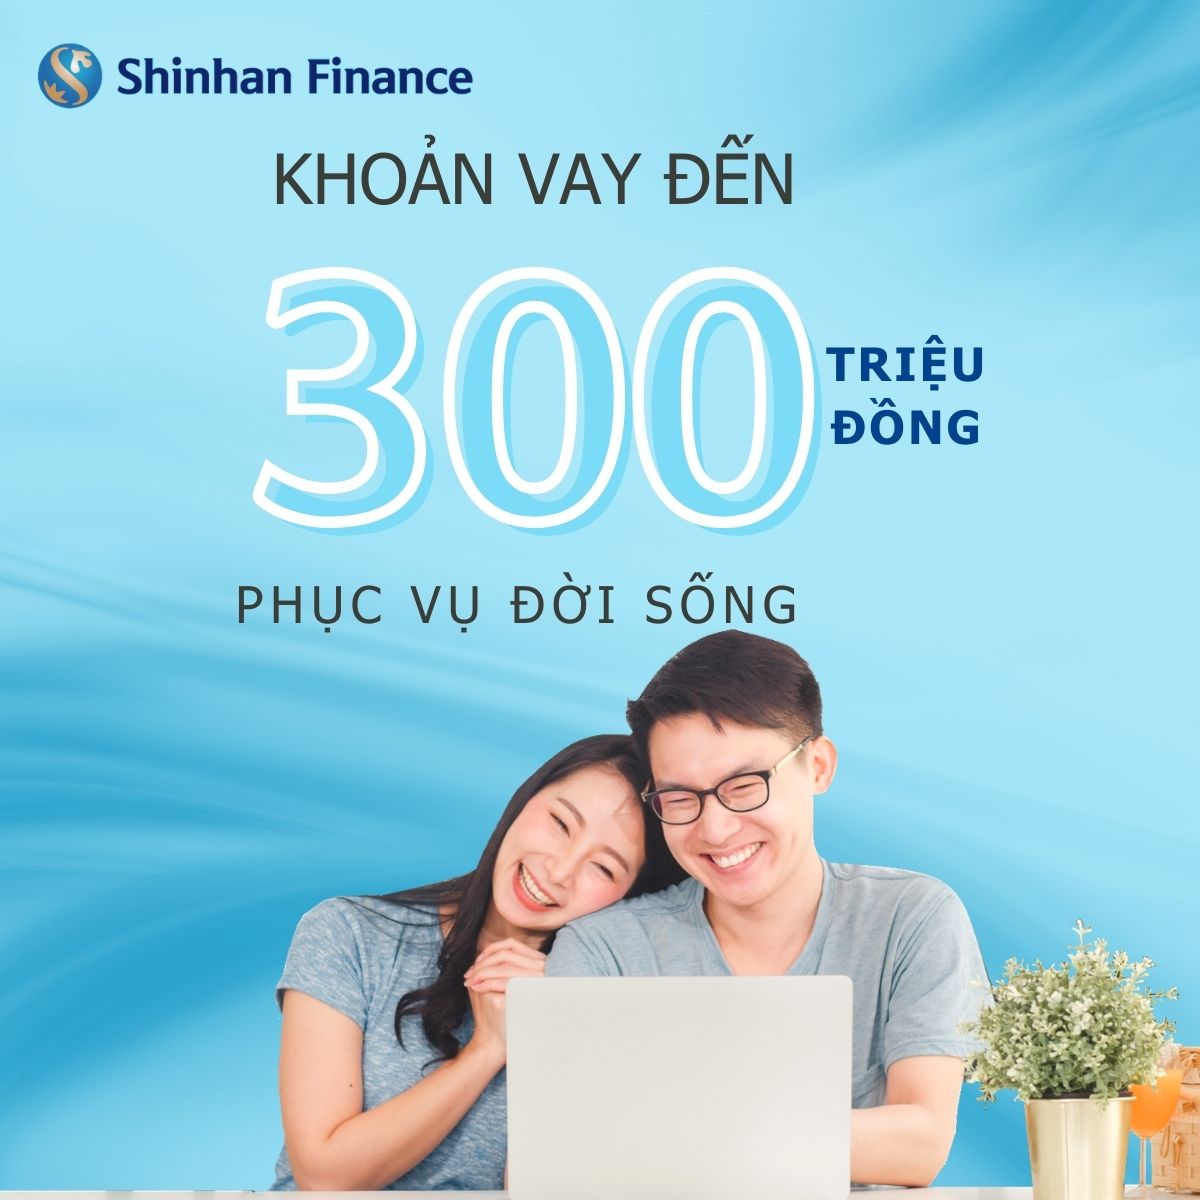 Shinhan Finance
KHOẢN VAY ĐẾN
300
TRIỆU
ĐỒNG
PHỤC VỤ ĐỜI SỐNG